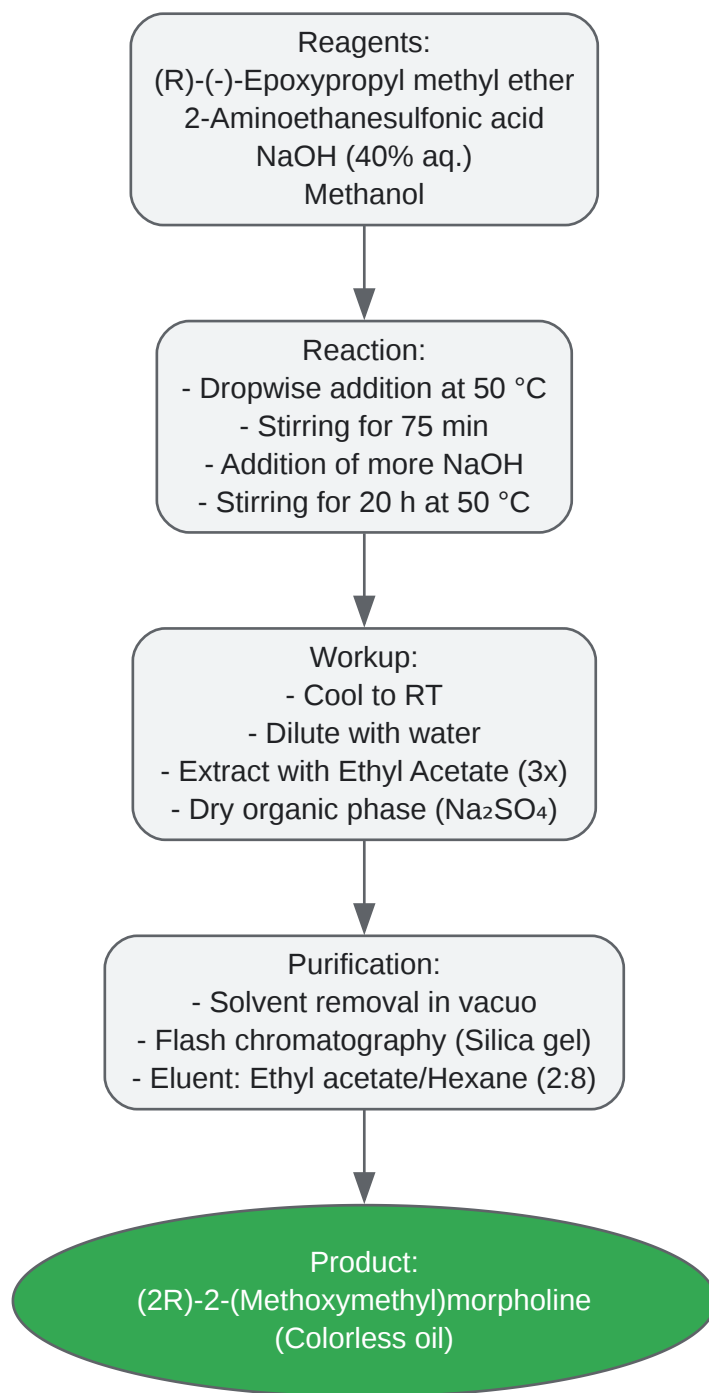 Reagents:
(R)-(-)-Epoxypropyl methyl ether
2-Aminoethanesulfonic acid
NaOH (40% aq.)
Methanol
Reaction:
- Dropwise addition at 50 °C
- Stirring for 75 min
- Addition of more NaOH
- Stirring for 20 h at 50 °C
Workup:
- Cool to RT
- Dilute with water
- Extract with Ethyl Acetate (3x)
- Dry organic phase (Na₂SO₄)
Purification:
- Solvent removal in vacuo
- Flash chromatography (Silica gel)
- Eluent: Ethyl acetate/Hexane (2:8)
Product:
(2R)-2-(Methoxymethyl)morpholine
(Colorless oil)